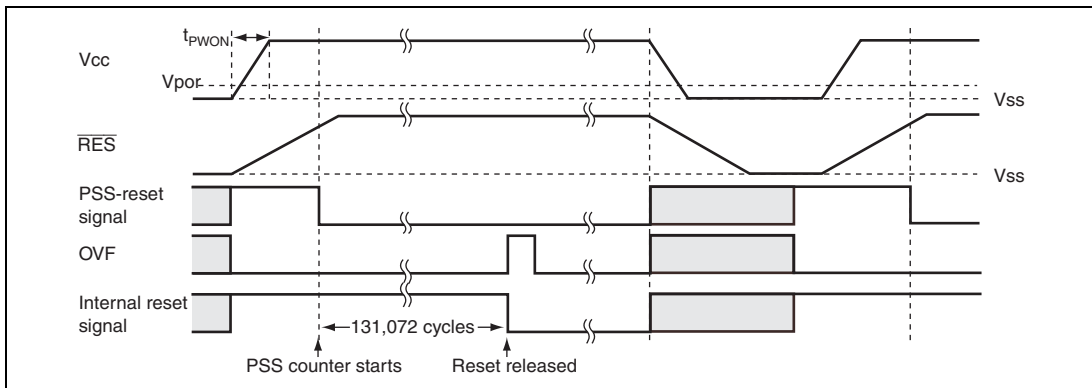 tPWON
Vcc
Vpor
Vss
RES
Vss
PSS-reset
signal
OVF
Internal reset
signal
131,072 cycles
PSS counter starts
Reset released